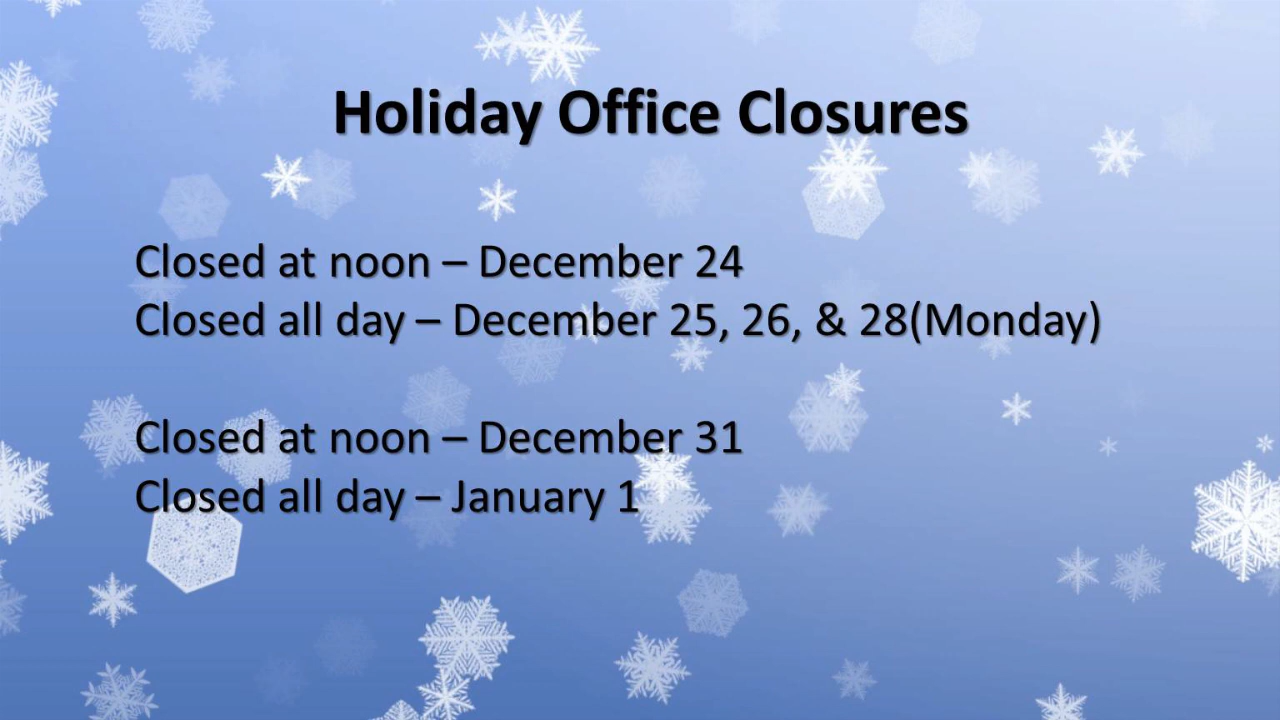 Holiday Office Closures
Closed at noon – December 24
Closed all day – December 25, 26, & 28(Monday)
Closed at noon – December 31
Closed all day – January 1